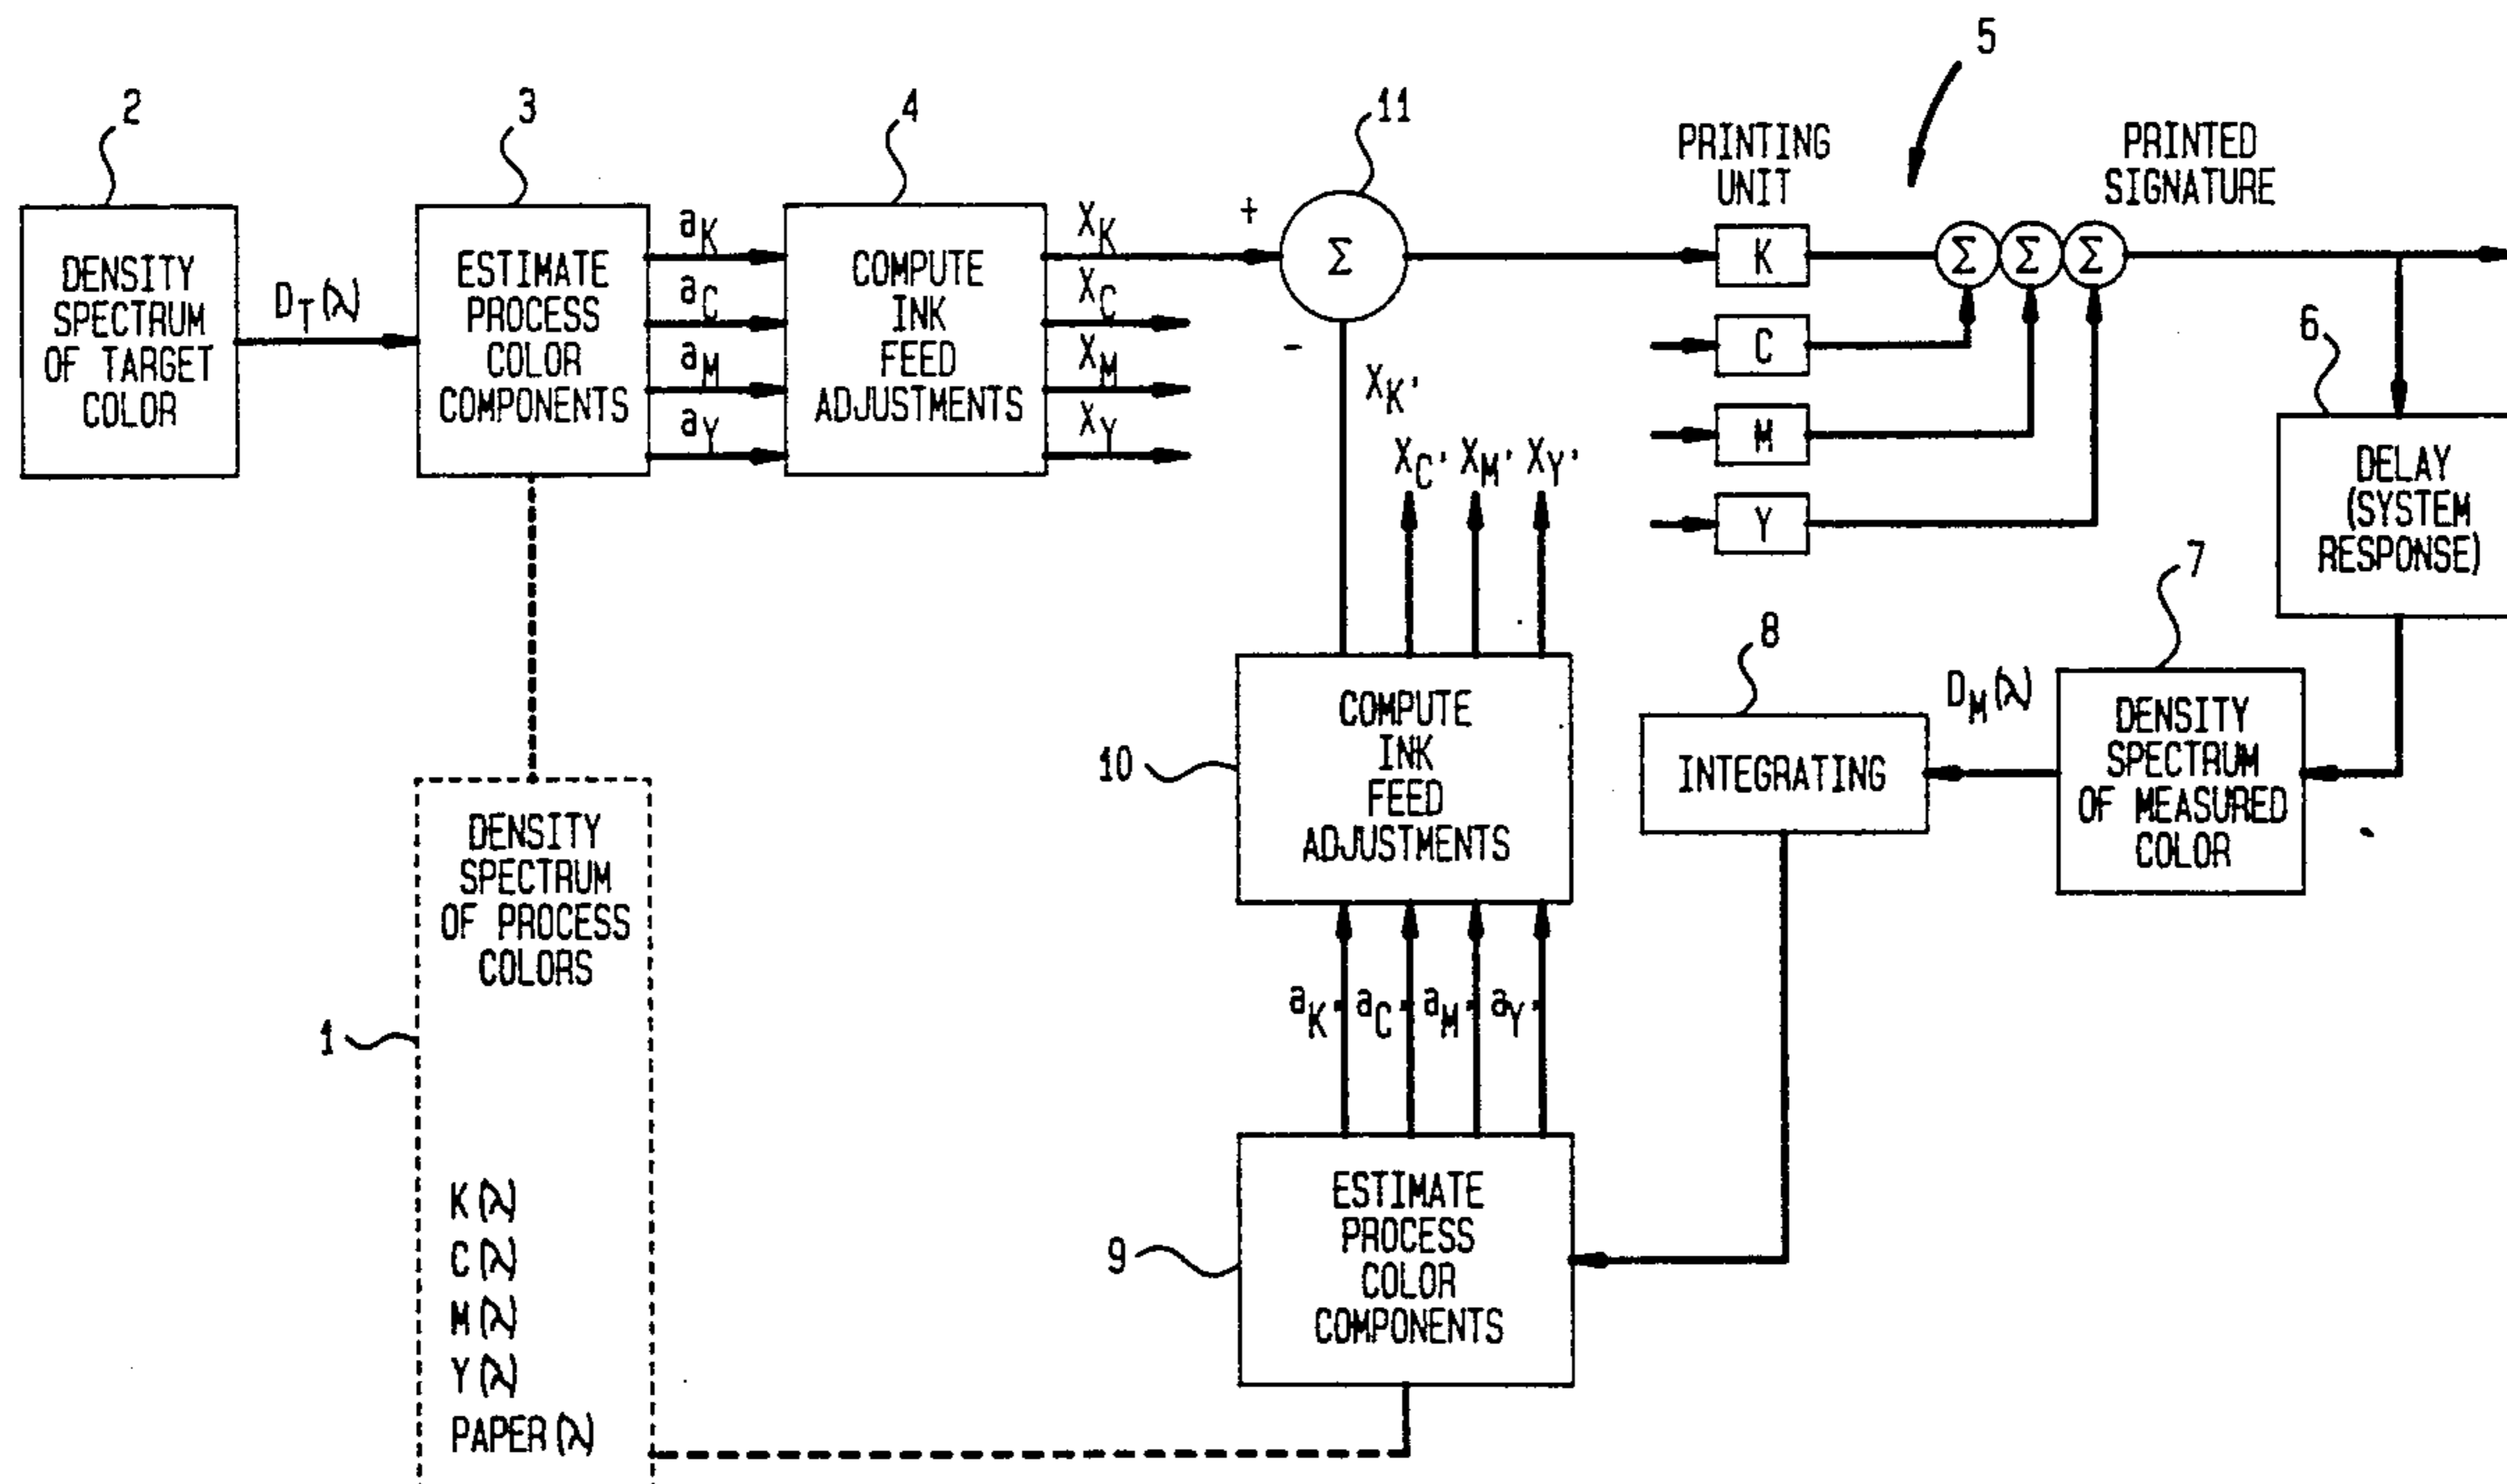 5
2
3
4
11
PRINTING
UNIT
PRINTED
SIGNATURE
DENSITY
SPECTRUM
OF TARGET
COLOR
D_T(λ)
ESTIMATE
PROCESS
COLOR
COMPONENTS
a_K
a_C
a_M
a_Y
COMPUTE
INK
FEED
ADJUSTMENTS
X_K
X_C
X_M
X_Y
+
Σ
-
X_K'
K
C
M
Y
Σ Σ Σ
6
DELAY
(SYSTEM
RESPONSE)
X_C' X_M' X_Y'
7
8
DENSITY
SPECTRUM
OF MEASURED
COLOR
D_M(λ)
INTEGRATING
10
COMPUTE
INK
FEED
ADJUSTMENTS
a_K' a_C' a_M' a_Y'
9
ESTIMATE
PROCESS
COLOR
COMPONENTS
1
DENSITY
SPECTRUM
OF PROCESS
COLORS
K(λ)
C(λ)
M(λ)
Y(λ)
PAPER(λ)